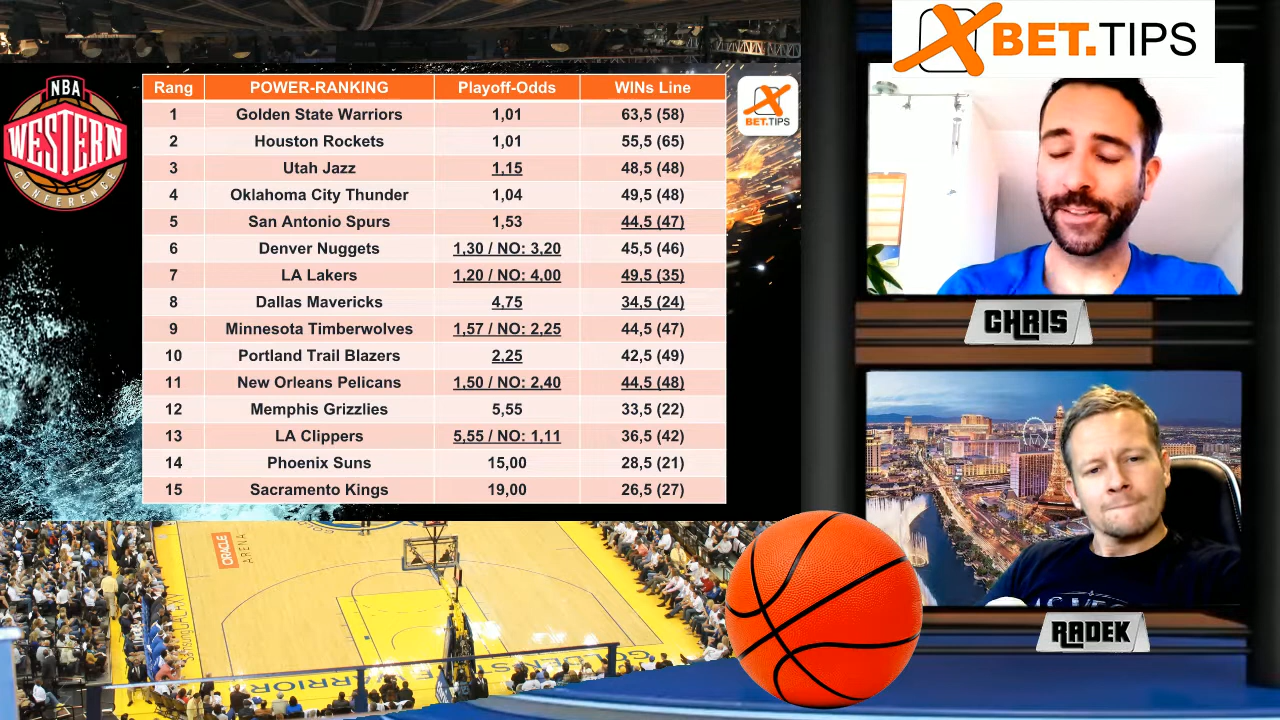 XBET.TIPS
NBA
WESTERN
CONFERENCE
Rang POWER-RANKING Playoff-Odds WINs Line
1 Golden State Warriors 1,01 63,5 (58)
2 Houston Rockets 1,01 55,5 (65)
3 Utah Jazz 1,15 48,5 (48)
4 Oklahoma City Thunder 1,04 49,5 (48)
5 San Antonio Spurs 1,53 44,5 (47)
6 Denver Nuggets 1,30 / NO: 3,20 45,5 (46)
7 LA Lakers 1,20 / NO: 4,00 49,5 (35)
8 Dallas Mavericks 4,75 34,5 (24)
9 Minnesota Timberwolves 1,57 / NO: 2,25 44,5 (47)
10 Portland Trail Blazers 2,25 42,5 (49)
11 New Orleans Pelicans 1,50 / NO: 2,40 44,5 (48)
12 Memphis Grizzlies 5,55 33,5 (22)
13 LA Clippers 5,55 / NO: 1,11 36,5 (42)
14 Phoenix Suns 15,00 28,5 (21)
15 Sacramento Kings 19,00 26,5 (27)
X
BET.TIPS
CHRIS
RADEK
ORACLE
ARENA
GOLDEN STATE
WARRIOR